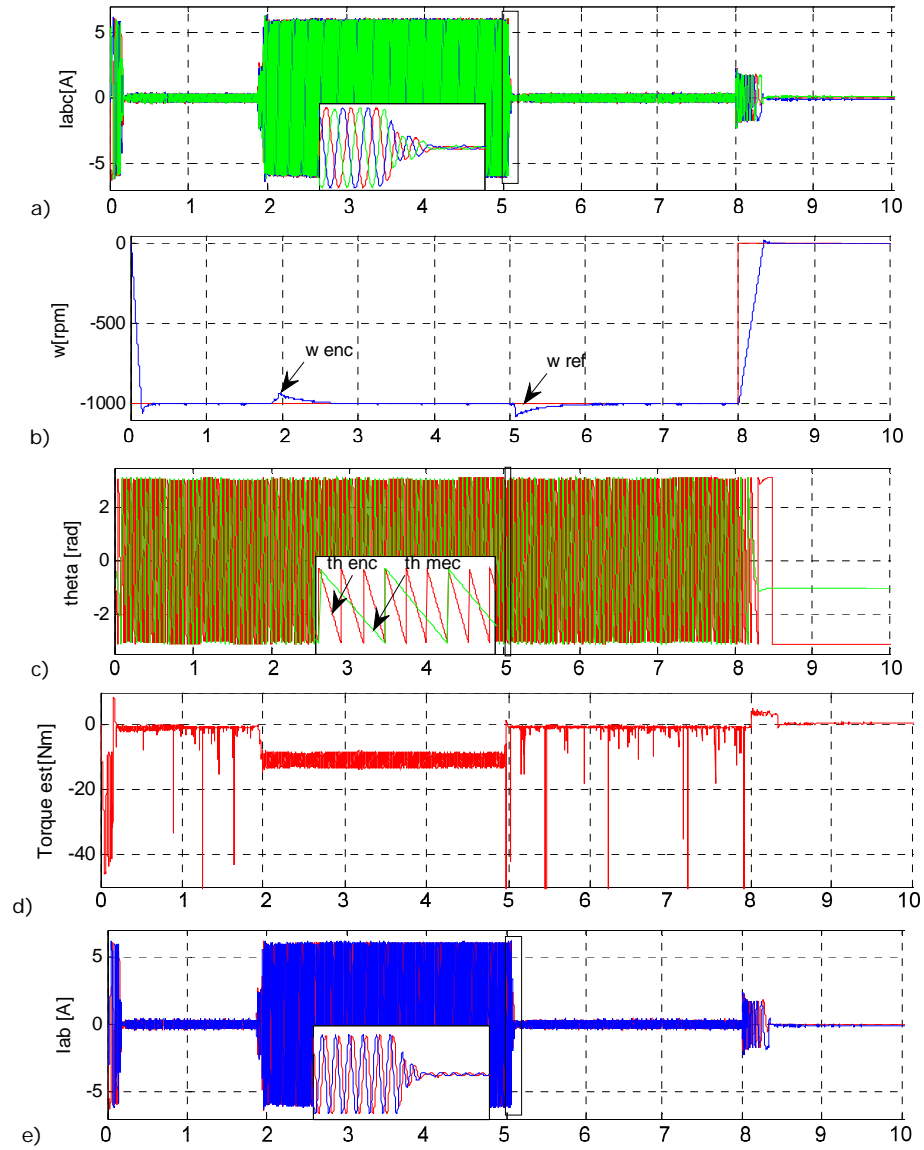 5
0
-5
Iabc[A]
a)
0 1 2 3 4 5 6 7 8 9 10
0
-500
-1000
w[rpm]
w enc
w ref
b)
0 1 2 3 4 5 6 7 8 9 10
2
0
-2
theta [rad]
th enc
th mec
c)
0 1 2 3 4 5 6 7 8 9 10
0
-20
-40
Torque est[Nm]
d)
0 1 2 3 4 5 6 7 8 9 10
5
0
-5
Iab [A]
e)
0 1 2 3 4 5 6 7 8 9 10